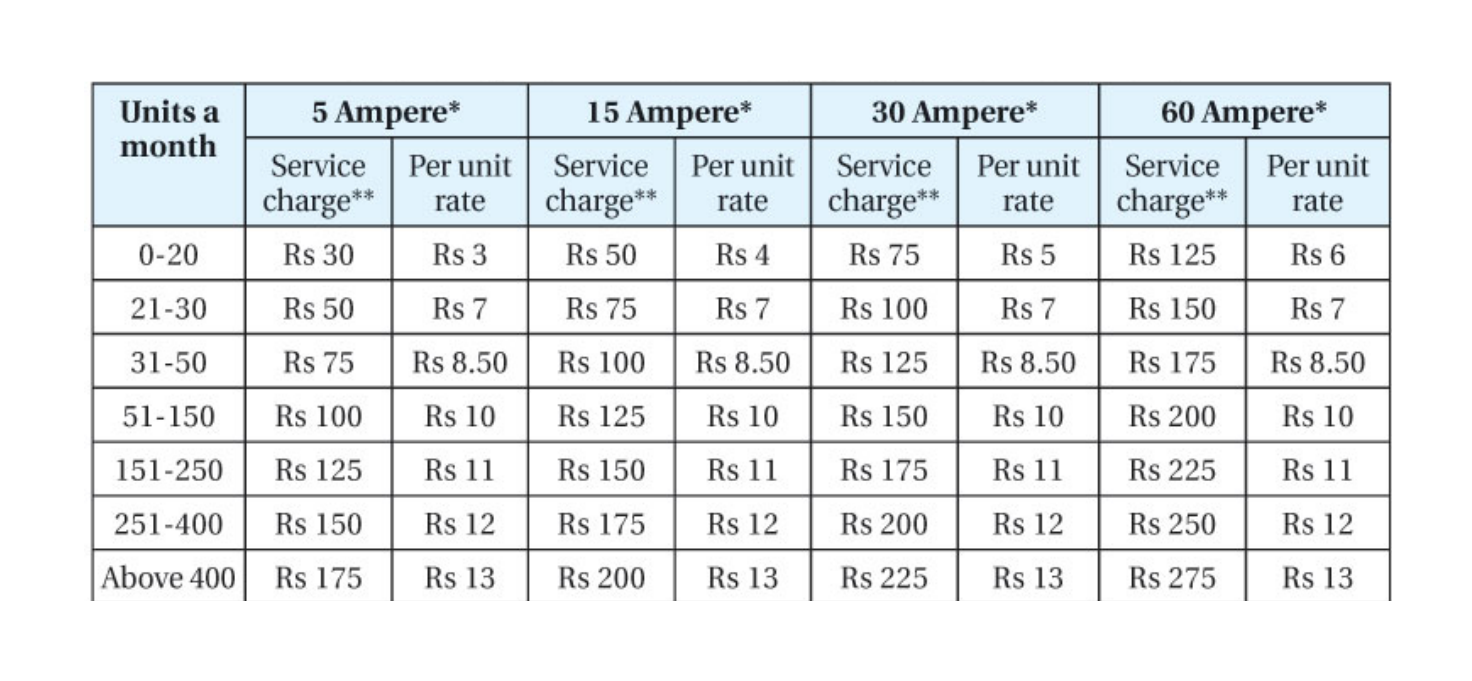 Units a month 5 Ampere* 15 Ampere* 30 Ampere* 60 Ampere*
Service charge** Per unit rate Service charge** Per unit rate Service charge** Per unit rate Service charge** Per unit rate
0-20 Rs 30 Rs 3 Rs 50 Rs 4 Rs 75 Rs 5 Rs 125 Rs 6
21-30 Rs 50 Rs 7 Rs 75 Rs 7 Rs 100 Rs 7 Rs 150 Rs 7
31-50 Rs 75 Rs 8.50 Rs 100 Rs 8.50 Rs 125 Rs 8.50 Rs 175 Rs 8.50
51-150 Rs 100 Rs 10 Rs 125 Rs 10 Rs 150 Rs 10 Rs 200 Rs 10
151-250 Rs 125 Rs 11 Rs 150 Rs 11 Rs 175 Rs 11 Rs 225 Rs 11
251-400 Rs 150 Rs 12 Rs 175 Rs 12 Rs 200 Rs 12 Rs 250 Rs 12
Above 400 Rs 175 Rs 13 Rs 200 Rs 13 Rs 225 Rs 13 Rs 275 Rs 13